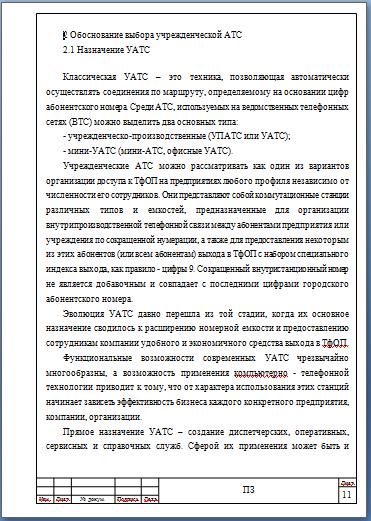 2 Обоснование выбора учрежденческой АТС
2.1 Назначение УАТС
Классическая УАТС – это техника, позволяющая автоматически
осуществлять соединения по маршруту, определяемому на основании цифр
абонентского номера. Среди АТС, используемых на ведомственных телефонных
сетях (ВТС) можно выделить два основных типа:
- учрежденческо-производственные (УПАТС или УАТС);
- мини-УАТС (мини-АТС, офисные УАТС).
Учрежденческие АТС можно рассматривать как один из вариантов
организации доступа к ТфОП на предприятиях любого профиля независимо от
численности его сотрудников. Они представляют собой коммутационные станции
различных типов и емкостей, предназначенные для организации
внутрипроизводственной телефонной связи между абонентами предприятия или
учреждения по сокращенной нумерации, а также для предоставления некоторым
из этих абонентов (или всем абонентам) выхода в ТфОП с набором специального
индекса выхода, как правило - цифры 9. Сокращенный внутристанционный номер
не является добавочным и совпадает с последними цифрами городского
абонентского номера.
Эволюция УАТС давно перешла из той стадии, когда их основное
назначение сводилось к расширению номерной емкости и предоставлению
сотрудникам компании удобного и экономичного средства выхода в ТфОП.
Функциональные возможности современных УАТС чрезвычайно
многообразны, а возможность применения компьютерно - телефонной
технологии приводит к тому, что от характера использования этих станций
начинает зависеть эффективность бизнеса каждого конкретного предприятия,
компании, организации.
Прямое назначение УАТС – создание диспетчерских, оперативных,
сервисных и справочных служб. Сферой их применения может быть и
ПЗ
Лист
11
Изм. Лист № докум. Подпись Дата